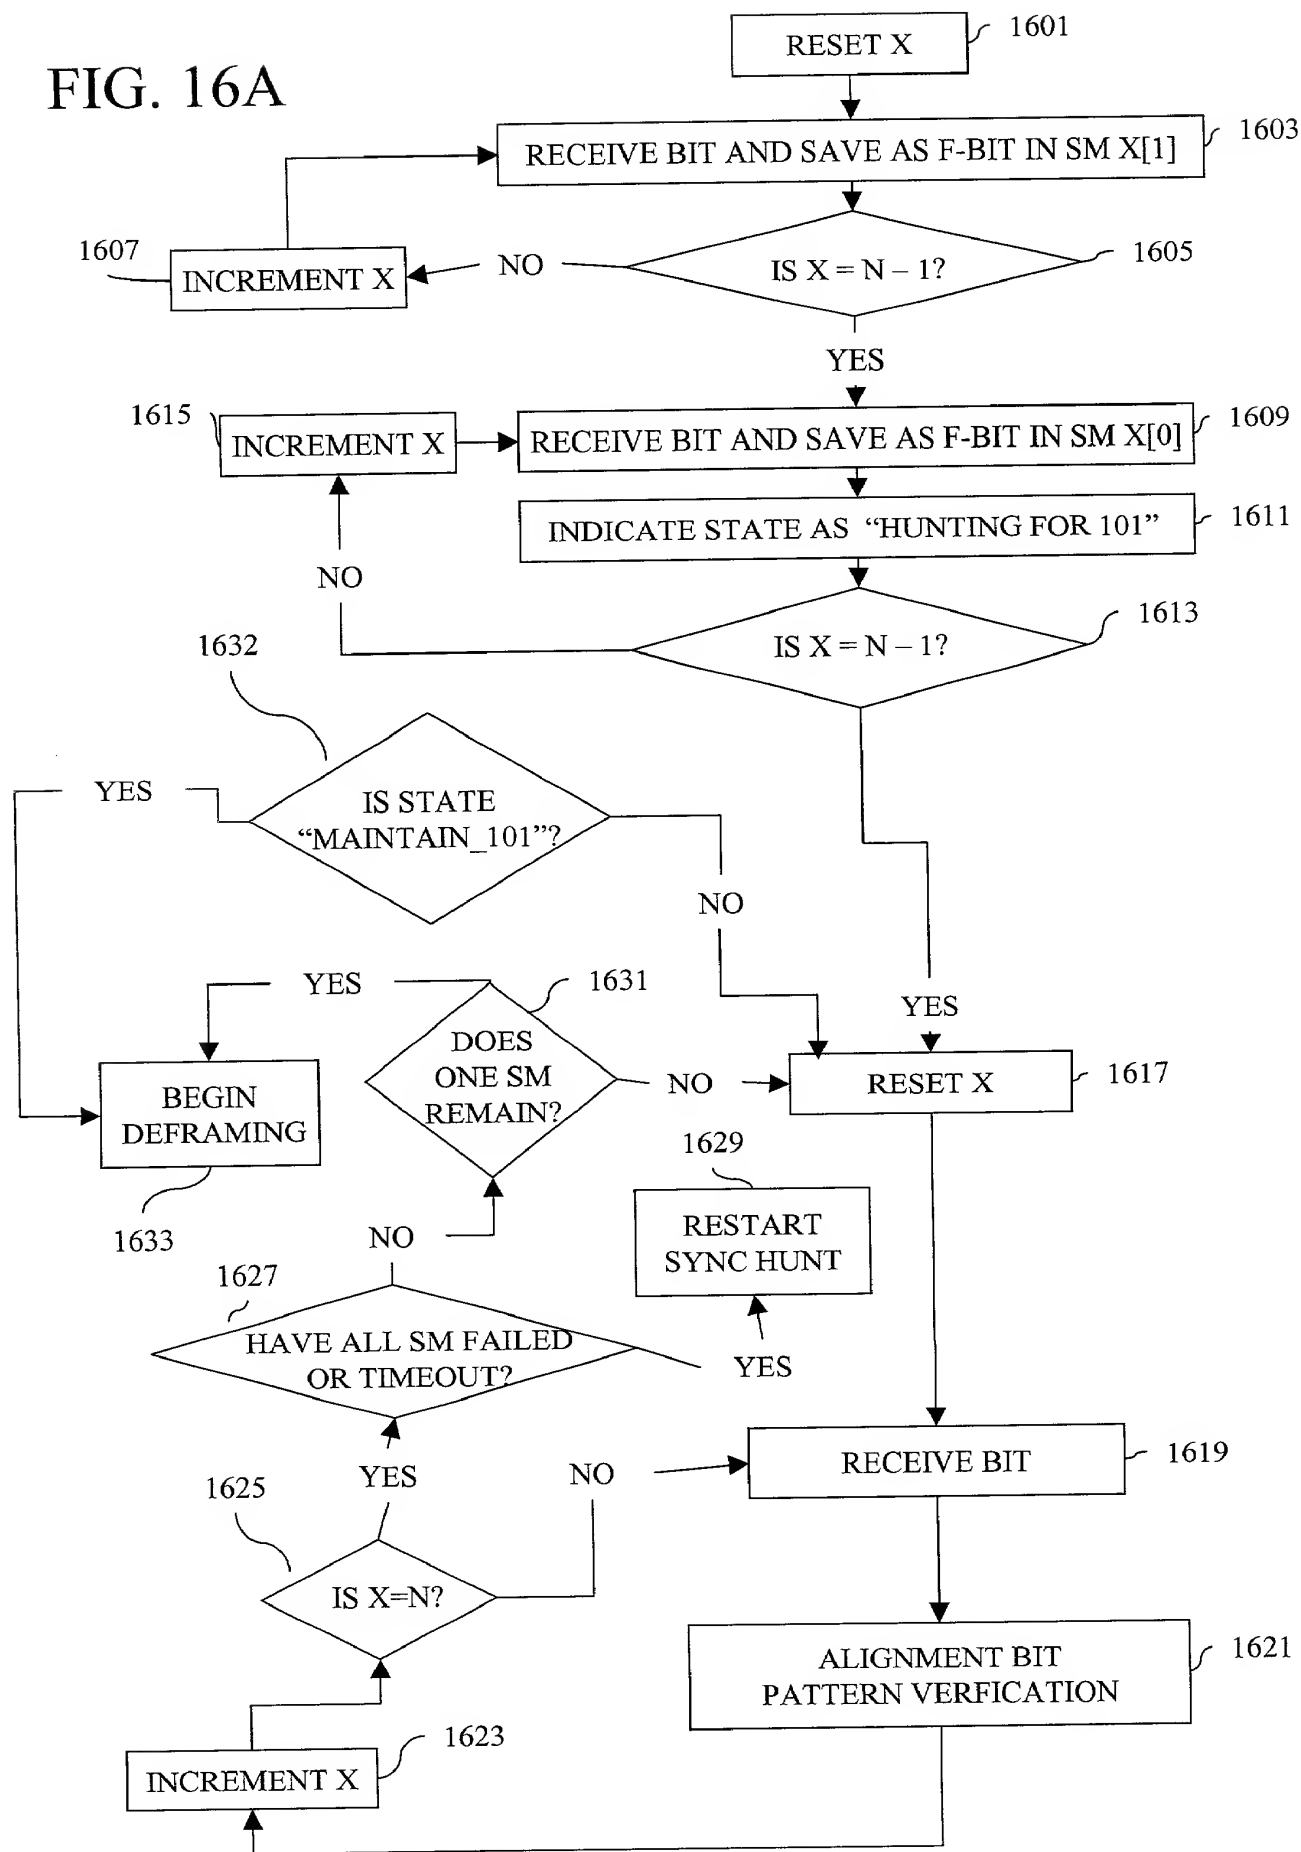 FIG. 16A
RESET X
1601
RECEIVE BIT AND SAVE AS F-BIT IN SM X[1]
1603
1607
INCREMENT X
NO
IS X = N – 1?
1605
YES
1615
INCREMENT X
RECEIVE BIT AND SAVE AS F-BIT IN SM X[0]
1609
INDICATE STATE AS “HUNTING FOR 101”
1611
NO
IS X = N – 1?
1613
1632
YES
IS STATE
“MAINTAIN_101”?
NO
YES
YES
1631
DOES
ONE SM
REMAIN?
NO
RESET X
1617
BEGIN
DEFRAMING
1633
1629
RESTART
SYNC HUNT
NO
1627
HAVE ALL SM FAILED
OR TIMEOUT?
YES
YES
NO
RECEIVE BIT
1619
1625
IS X=N?
ALIGNMENT BIT
PATTERN VERFICATION
1621
1623
INCREMENT X